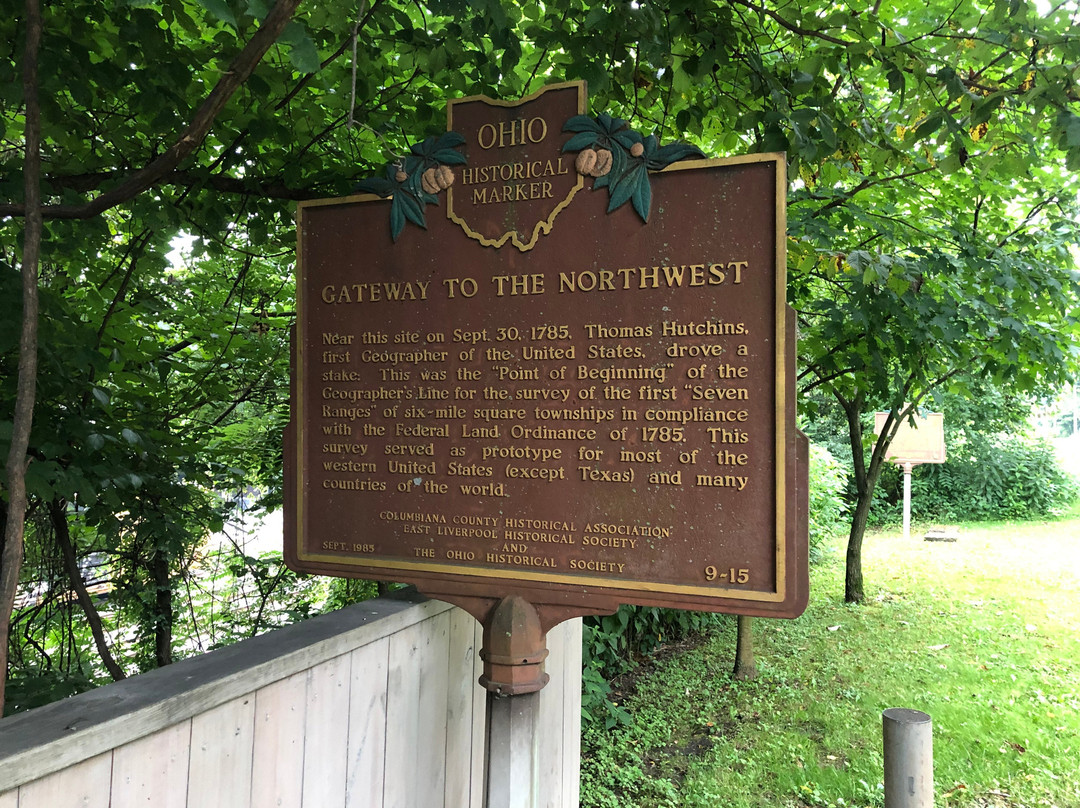 OHIO
HISTORICAL
MARKER
GATEWAY TO THE NORTHWEST
Near this site on Sept. 30, 1785, Thomas Hutchins,
first Geographer of the United States, drove a
stake. This was the "Point of Beginning" of the
Geographer's Line for the survey of the first "Seven
Ranges" of six-mile square townships in compliance
with the Federal Land Ordinance of 1785. This
survey served as prototype for most of the
western United States (except Texas) and many
countries of the world.
COLUMBIANA COUNTY HISTORICAL ASSOCIATION
EAST LIVERPOOL HISTORICAL SOCIETY
AND
THE OHIO HISTORICAL SOCIETY
SEPT. 1985
9-15